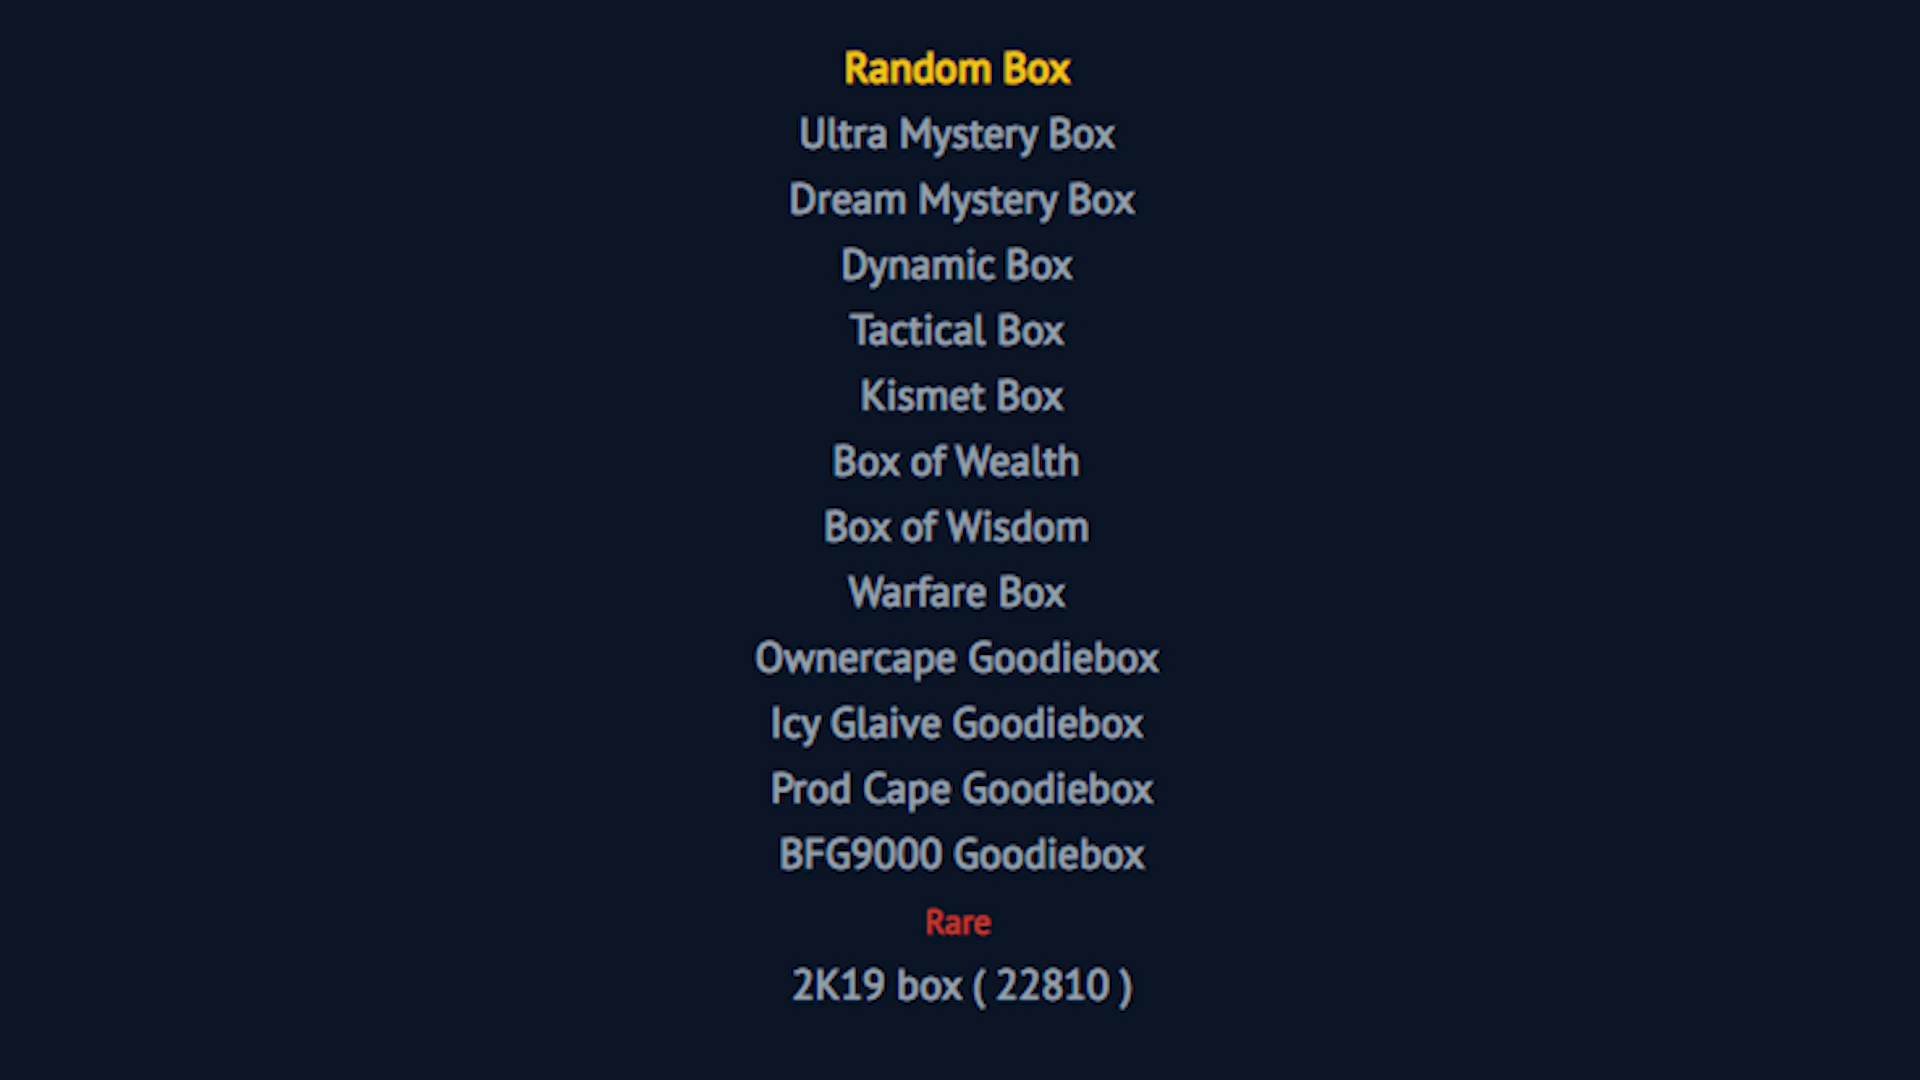 Random Box
Ultra Mystery Box
Dream Mystery Box
Dynamic Box
Tactical Box
Kismet Box
Box of Wealth
Box of Wisdom
Warfare Box
Ownercape Goodiebox
Icy Glaive Goodiebox
Prod Cape Goodiebox
BFG9000 Goodiebox
Rare
2K19 box ( 22810 )